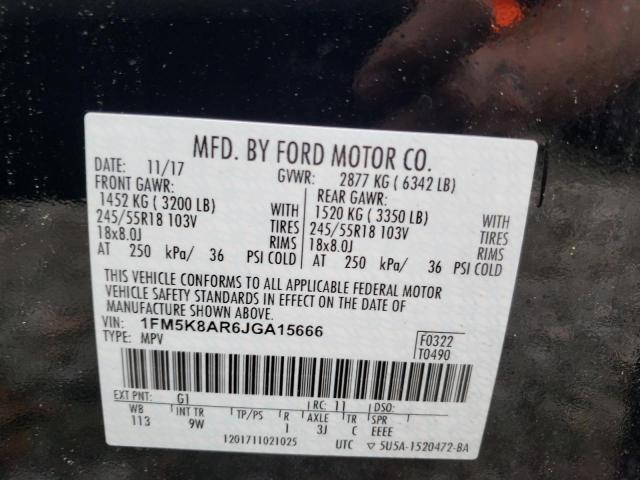 MFD. BY FORD MOTOR CO.
DATE: 11/17 GVWR: 2877 KG ( 6342 LB)
FRONT GAWR: REAR GAWR:
1452 KG ( 3200 LB) WITH 1520 KG ( 3350 LB) WITH
245/55R18 103V TIRES 245/55R18 103V TIRES
18x8.0J RIMS 18x8.0J RIMS
AT 250 kPa/ 36 PSI COLD AT 250 kPa/ 36 PSI COLD
THIS VEHICLE CONFORMS TO ALL APPLICABLE FEDERAL MOTOR
VEHICLE SAFETY STANDARDS IN EFFECT ON THE DATE OF
MANUFACTURE SHOWN ABOVE.
VIN: 1FM5K8AR6JGA15666 F0322
TYPE: MPV T0490
EXT PNT: G1 RC: 11 DSO:
WB INT TR TP/PS R AXLE SPR
113 9W 1 3J C EEEE
1201711021025 UTC ▽ 5U5A-1520472-BA